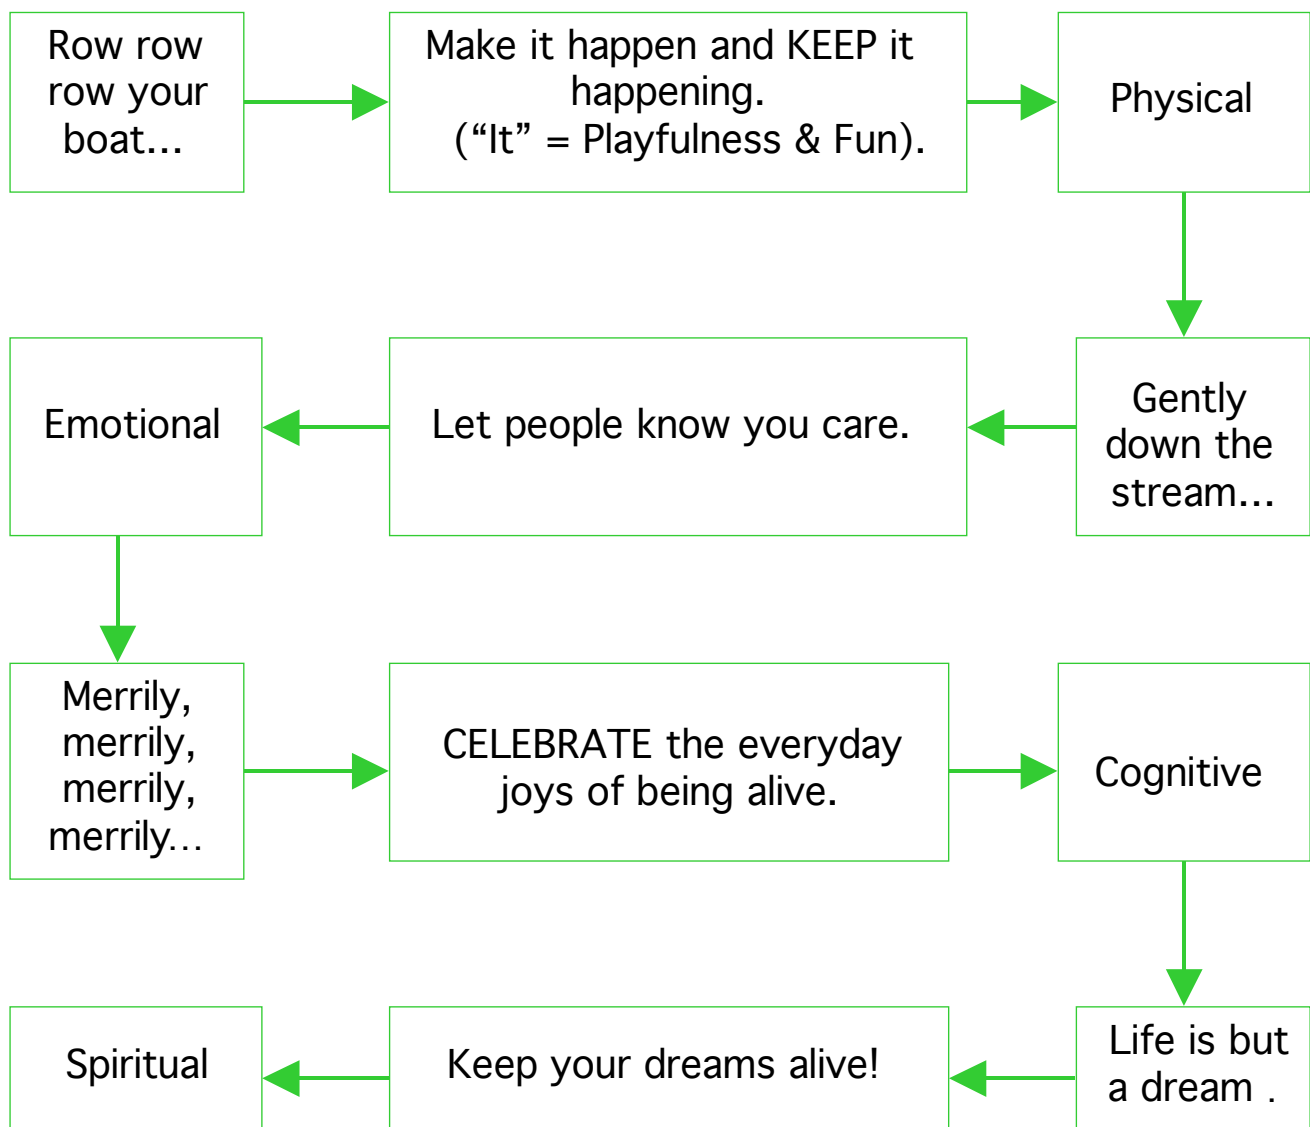 Row row
row your
boat...
Make it happen and KEEP it
happening.
(“It” = Playfulness & Fun).
Physical
Gently
down the
stream...
Let people know you care.
Emotional
Merrily,
merrily,
merrily,
merrily...
CELEBRATE the everyday
joys of being alive.
Cognitive
Life is but
a dream .
Keep your dreams alive!
Spiritual